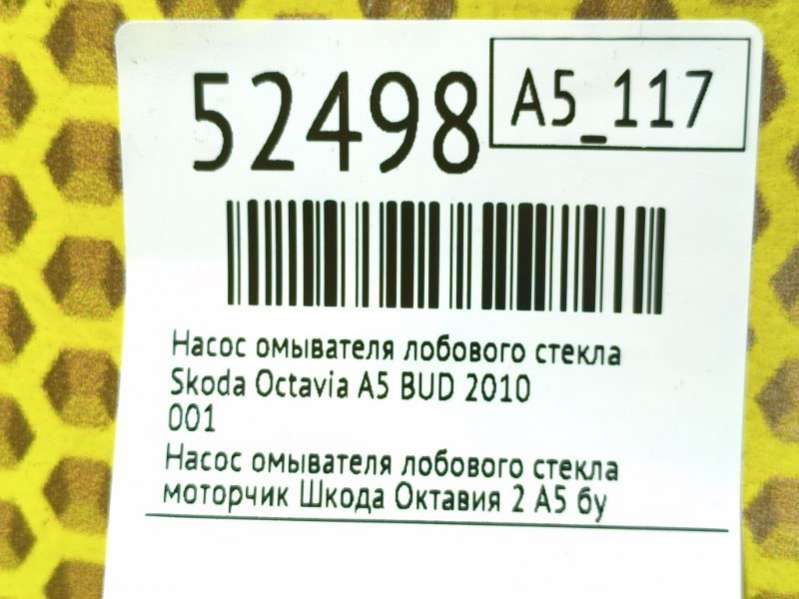 52498
A5_117
Насос омывателя лобового стекла
Skoda Octavia A5 BUD 2010
001
Насос омывателя лобового стекла
моторчик Шкода Октавия 2 А5 бу